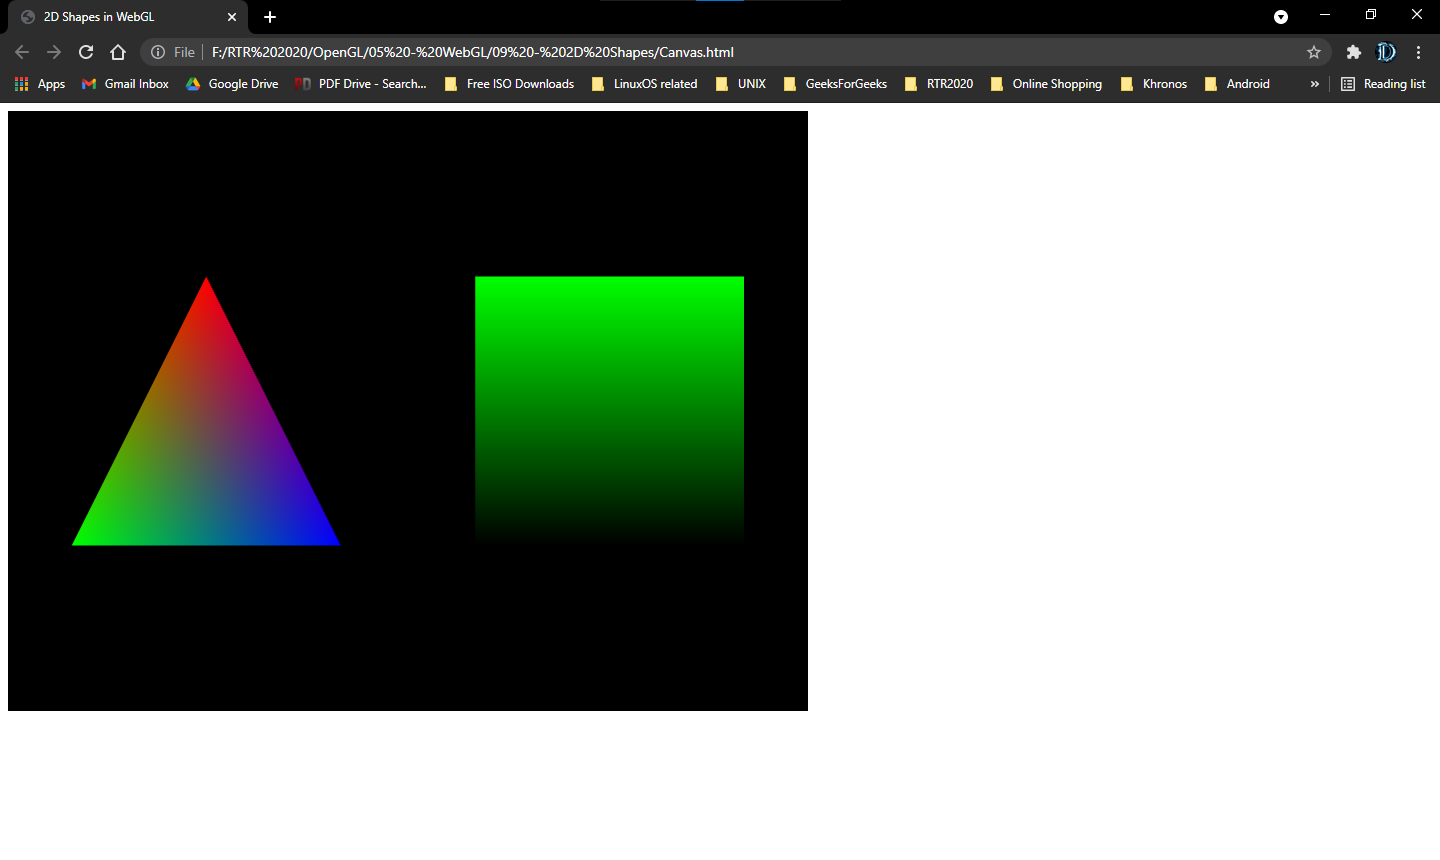 2D Shapes in WebGL
File F:/RTR%202020/OpenGL/05%20-%20WebGL/09%20-%202D%20Shapes/Canvas.html
Apps Gmail Inbox Google Drive PDF Drive - Search... Free ISO Downloads LinuxOS related UNIX GeeksForGeeks RTR2020 Online Shopping Khronos Android » Reading list